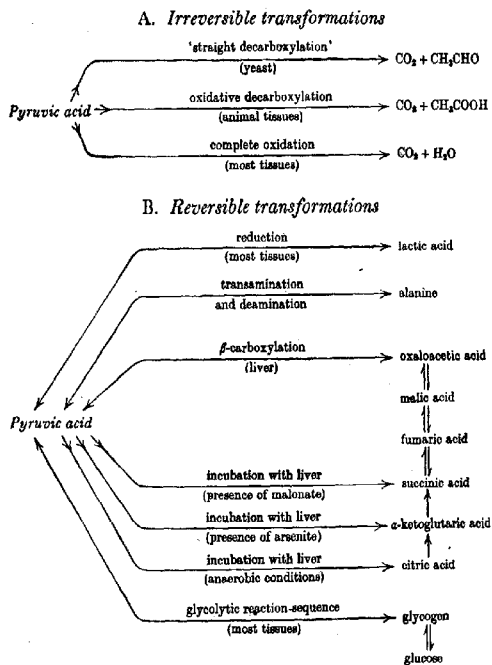 A. Irreversible transformations
'straight decarboxylation'
(yeast)
CO₂ + CH₃CHO
Pyruvic acid
oxidative decarboxylation
(animal tissues)
CO₂ + CH₃COOH
complete oxidation
(most tissues)
CO₂ + H₂O
B. Reversible transformations
reduction
(most tissues)
lactic acid
transamination
and deamination
alanine
β-carboxylation
(liver)
oxaloacetic acid
malic acid
Pyruvic acid
fumaric acid
incubation with liver
(presence of malonate)
succinic acid
incubation with liver
(presence of arsenite)
α-ketoglutaric acid
incubation with liver
(anaerobic conditions)
citric acid
glycolytic reaction-sequence
(most tissues)
glycogen
glucose